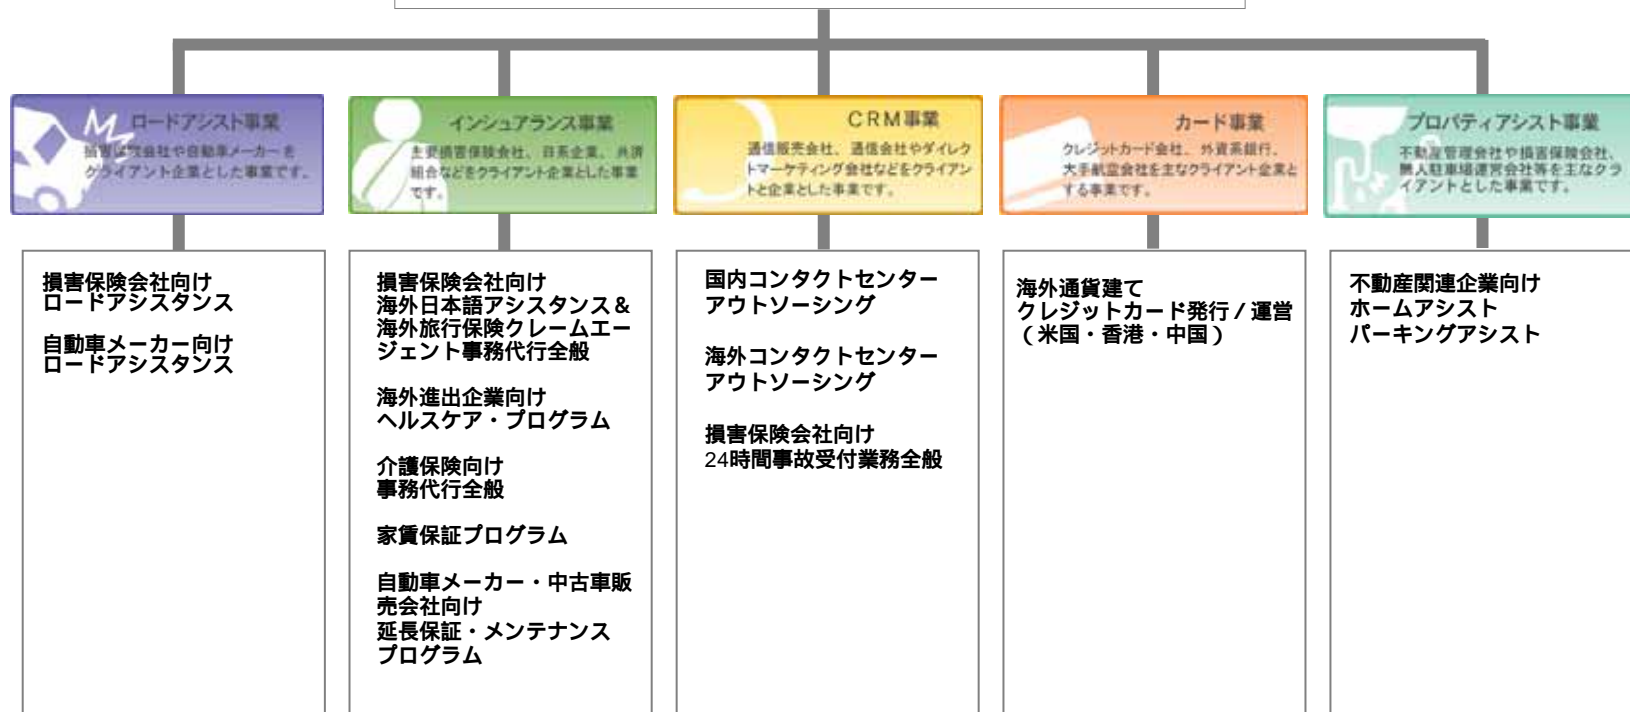 ロードアシスト事業
損害保険会社や自動車メーカーを
クライアント企業とした事業です。
インシュアランス事業
主要損害保険会社、日系企業、共済
組合などをクライアント企業とした事業
です。
CRM事業
通信販売会社、通信会社やダイレク
トマーケティング会社などをクライアン
トと企業とした事業です。
カード事業
クレジットカード会社、外資系銀行、
大手航空会社を主なクライアント企業と
する事業です。
プロパティアシスト事業
不動産管理会社や損害保険会社、
無人駐車場運営会社等を主なクラ
イアントとした事業です。
損害保険会社向け
ロードアシスタンス
自動車メーカー向け
ロードアシスタンス
損害保険会社向け
海外日本語アシスタンス＆
海外旅行保険クレームエー
ジェント事務代行全般
海外進出企業向け
ヘルスケア・プログラム
介護保険向け
事務代行全般
家賃保証プログラム
自動車メーカー・中古車販
売会社向け
延長保証・メンテナンス
プログラム
国内コンタクトセンター
アウトソーシング
海外コンタクトセンター
アウトソーシング
損害保険会社向け
24時間事故受付業務全般
海外通貨建て
クレジットカード発行／運営
（米国・香港・中国）
不動産関連企業向け
ホームアシスト
パーキングアシスト